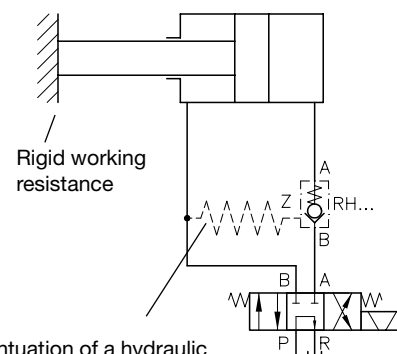 Rigid working
resistance
A
Z
RH...
B
B A
ntuation of a hydraulic
P R